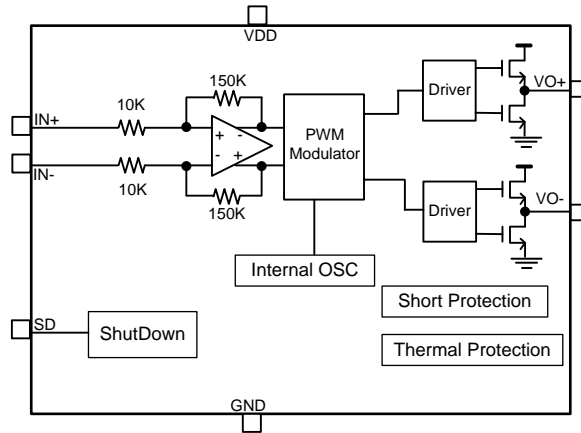 VDD
150K
10K
IN+
IN-
10K
+ -
- +
150K
PWM
Modulator
Driver
VO+
Driver
VO-
Internal OSC
Short Protection
SD
ShutDown
Thermal Protection
GND